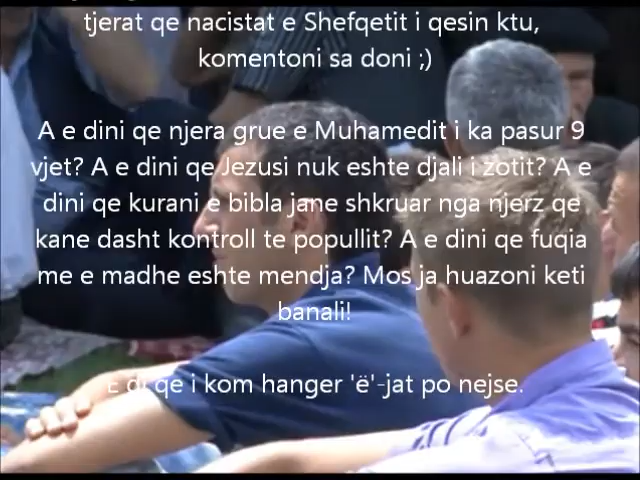 tjerat qe nacistat e Shefqetit i qesin ktu,
komentoni sa doni ;)
A e dini qe njera grue e Muhamedit i ka pasur 9
vjet? A e dini qe Jezusi nuk eshte djali i zotit? A e
dini qe kurani e bibla jane shkruar nga njerz qe
kane dasht kontroll te popullit? A e dini qe fuqia
me e madhe eshte mendja? Mos ja huazoni keti
banali!
E di qe i kom hanger 'ë'-jat po nejse.